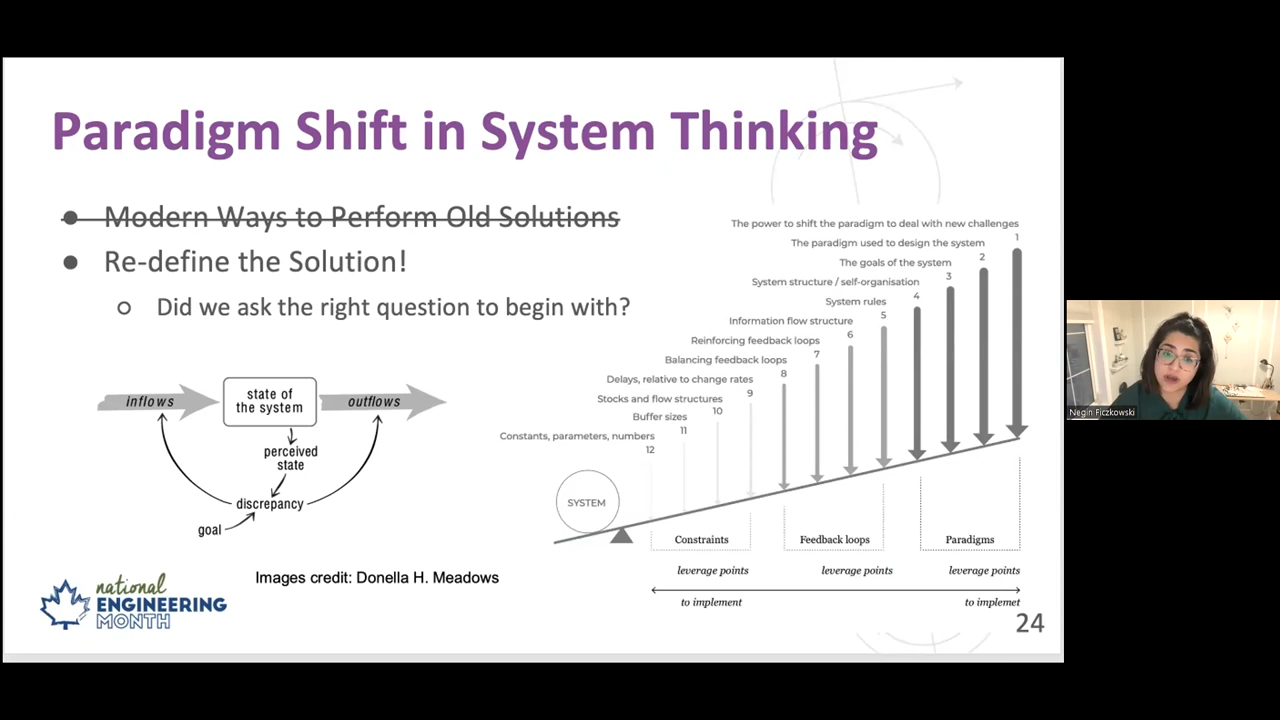 Paradigm Shift in System Thinking
● Modern Ways to Perform Old Solutions
● Re-define the Solution!
○ Did we ask the right question to begin with?
inflows
state of
the system
outflows
perceived
state
discrepancy
goal
Images credit: Donella H. Meadows
The power to shift the paradigm to deal with new challenges
1
The paradigm used to design the system
2
The goals of the system
3
System structure / self-organisation
4
System rules
5
Information flow structure
6
Reinforcing feedback loops
7
Balancing feedback loops
8
Delays, relative to change rates
9
Stocks and flow structures
10
Buffer sizes
11
Constants, parameters, numbers
12
SYSTEM
Constraints
Feedback loops
Paradigms
leverage points
leverage points
leverage points
to implement
to implemet
national
ENGINEERING
MONTH
24
Negin Ficzkowski